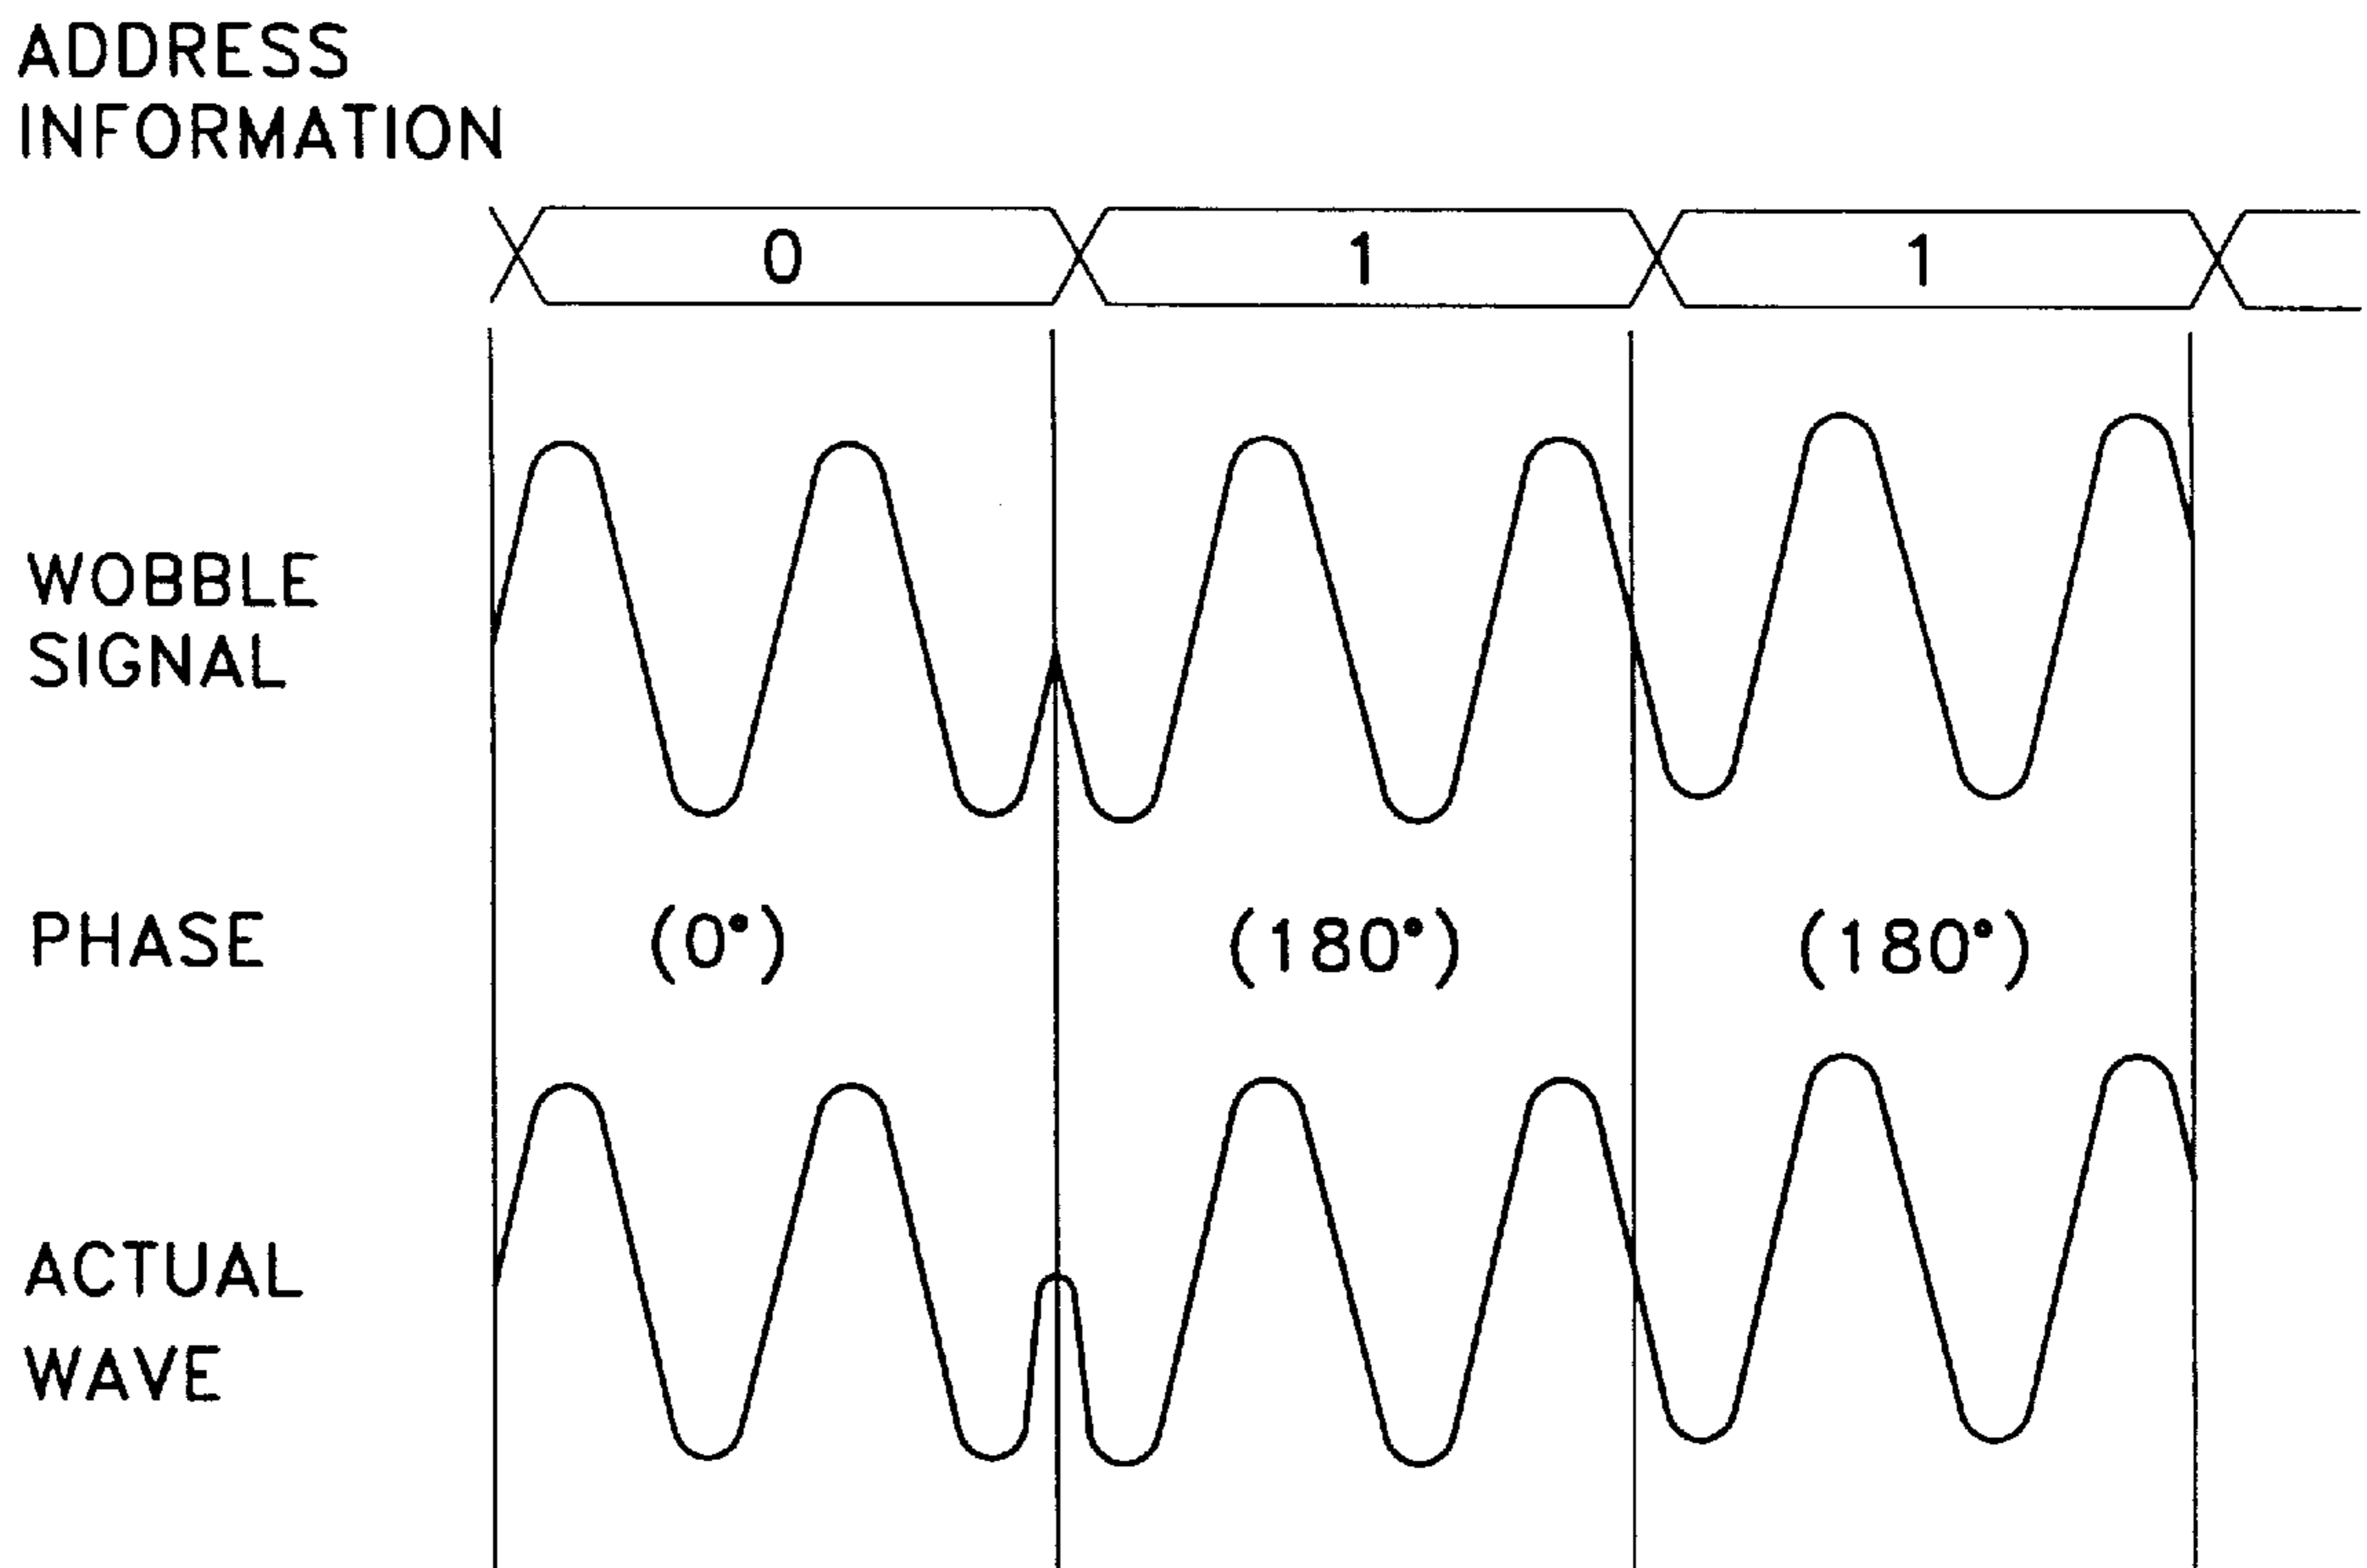 ADDRESS
INFORMATION
0 1 1
WOBBLE
SIGNAL
PHASE (0°) (180°) (180°)
ACTUAL
WAVE